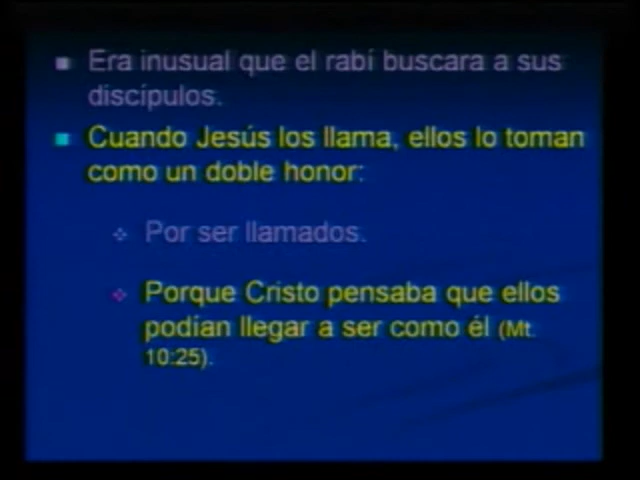 Era inusual que el rabí buscara a sus
discípulos.
Cuando Jesús los llama, ellos lo toman
como un doble honor:
Por ser llamados.
Porque Cristo pensaba que ellos
podían llegar a ser como él (Mt.
10:25).